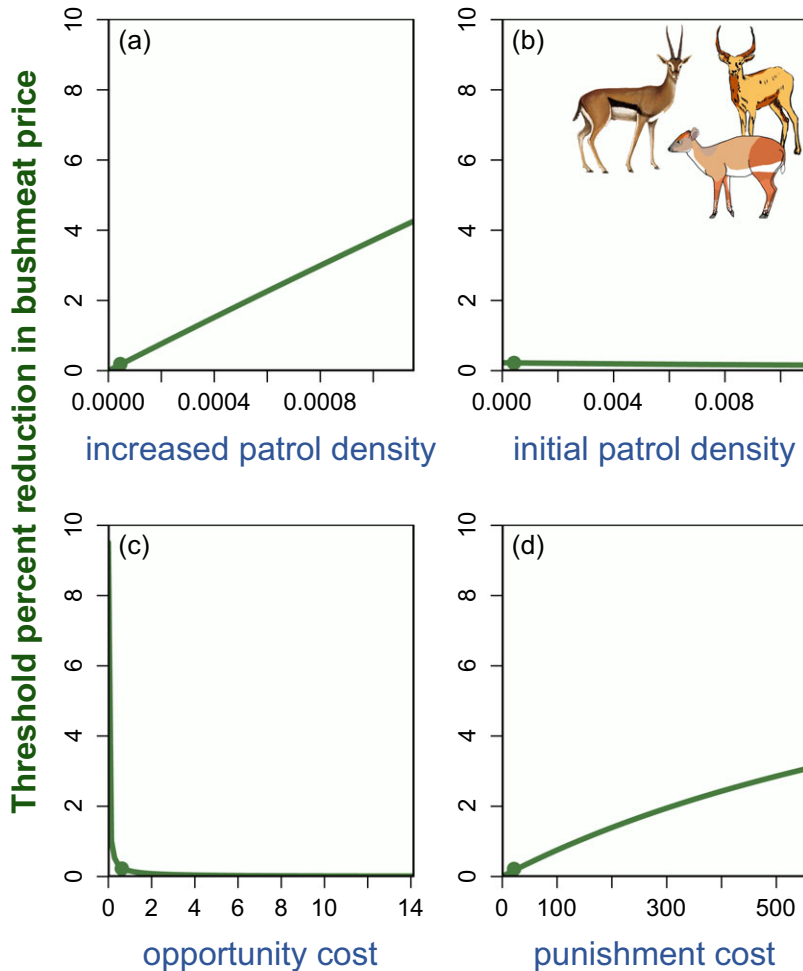 Threshold percent reduction in bushmeat price
(a)
0 2 4 6 8 10
0.0000 0.0004 0.0008
increased patrol density
(b)
0 2 4 6 8 10
0.000 0.004 0.008
initial patrol density
(c)
0 2 4 6 8 10
0 2 4 6 8 10 14
opportunity cost
(d)
0 2 4 6 8 10
0 100 300 500
punishment cost